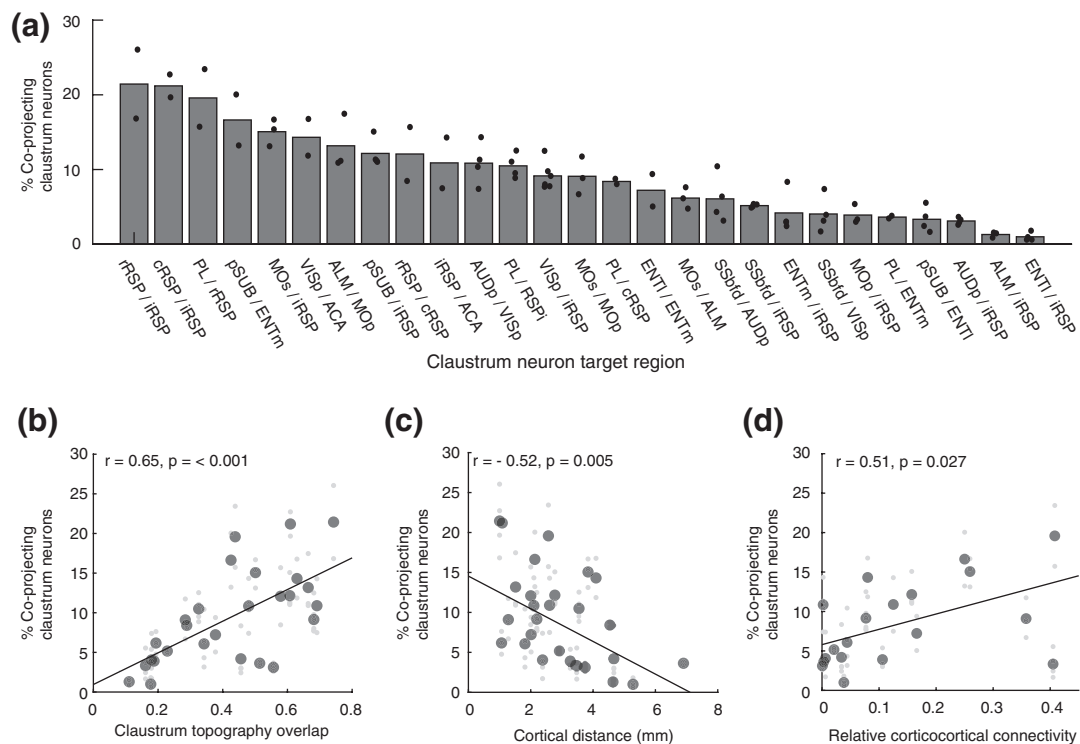 (a)
30
20
10
0
% Co-projecting
claustrum neurons
rRSP / iRSP
cRSP / iRSP
PL / rRSP
pSUB / ENTm
MOs / iRSP
VISp / ACA
ALM / MOp
pSUB / iRSP
rRSP / cRSP
iRSP / ACA
AUDp / VISp
PL / RSPi
VISp / iRSP
MOs / MOp
PL / cRSP
ENTl / ENTm
MOs / ALM
SSbfd / AUDp
SSbfd / iRSP
ENTm / iRSP
SSbfd / VISp
MOp / iRSP
PL / ENTm
pSUB / ENTl
AUDp / iRSP
ALM / iRSP
ENTl / iRSP
Claustrum neuron target region
(b)
r = 0.65, p = < 0.001
30
25
20
15
10
5
0
% Co-projecting
claustrum neurons
0 0.2 0.4 0.6 0.8
Claustrum topography overlap
(c)
r = - 0.52, p = 0.005
30
25
20
15
10
5
0
% Co-projecting
claustrum neurons
0 2 4 6 8
Cortical distance (mm)
(d)
r = 0.51, p = 0.027
30
25
20
15
10
5
0
% Co-projecting
claustrum neurons
0 0.1 0.2 0.3 0.4
Relative corticocortical connectivity